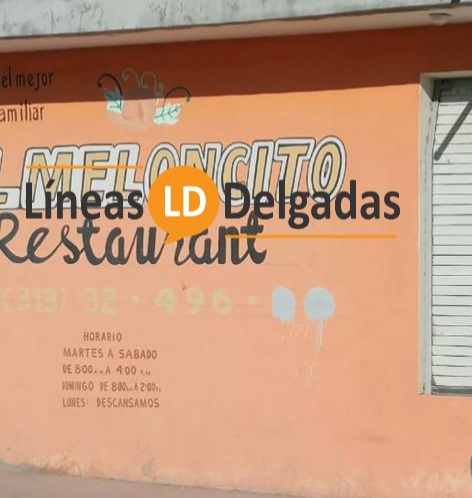 el mejor
amiliar
L MELONCITO
Líneas LD Delgadas
Restaurant
(313) 32 • 496 •
HORARIO
MARTES A SABADO
DE 8:00 A.M. A 4:00 P.M.
DOMINGO DE 8:00 A 2:00
LUNES: DESCANSAMOS